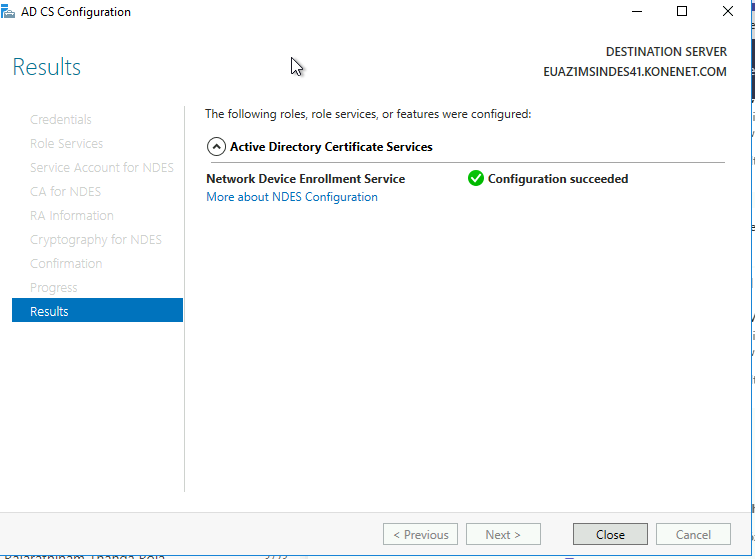 AD CS Configuration
Results
DESTINATION SERVER
EUAZ1MSINDES41.KONENET.COM
Credentials
Role Services
Service Account for NDES
CA for NDES
RA Information
Cryptography for NDES
Confirmation
Progress
Results
The following roles, role services, or features were configured:
Active Directory Certificate Services
Network Device Enrollment Service
Configuration succeeded
More about NDES Configuration
< Previous
Next >
Close
Cancel